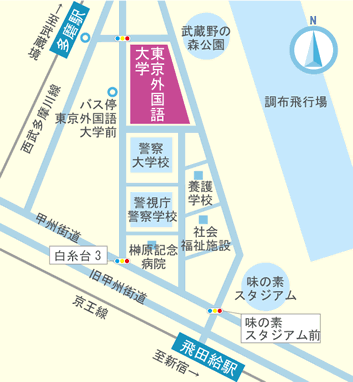 →至武蔵境
多磨駅
西武多摩川線
東京外国語
大学
武蔵野の
森公園
N
調布飛行場
バス停
東京外国語
大学前
警察
大学校
養護
学校
警視庁
警察学校
社会
福祉施設
甲州街道
白糸台3
榊原記念
病院
旧甲州街道
味の素
スタジアム
京王線
味の素
スタジアム前
飛田給駅
至新宿→